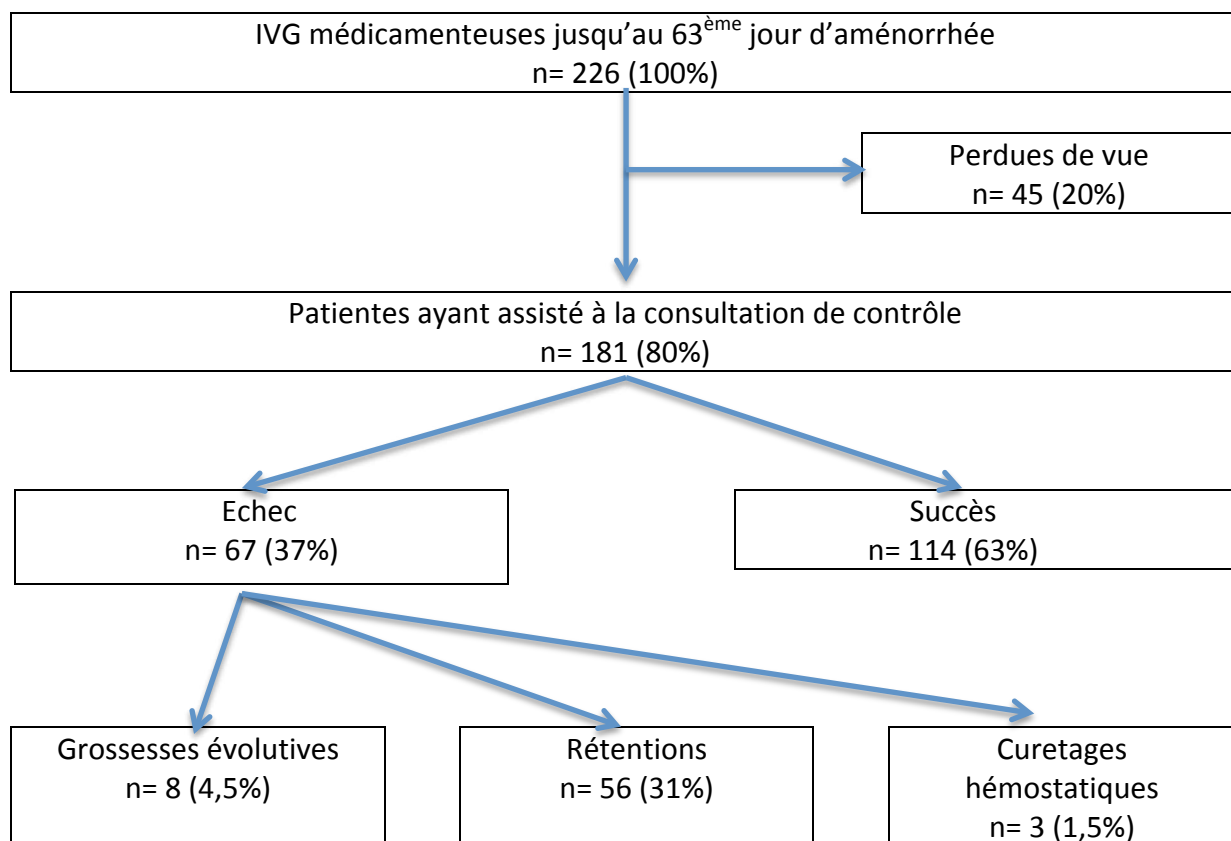 IVG médicamenteuses jusqu’au 63ème jour d’aménorrhée
n= 226 (100%)
Perdues de vue
n= 45 (20%)
Patientes ayant assisté à la consultation de contrôle
n= 181 (80%)
Echec
n= 67 (37%)
Succès
n= 114 (63%)
Grossesses évolutives
n= 8 (4,5%)
Rétentions
n= 56 (31%)
Curetages
hémostatiques
n= 3 (1,5%)